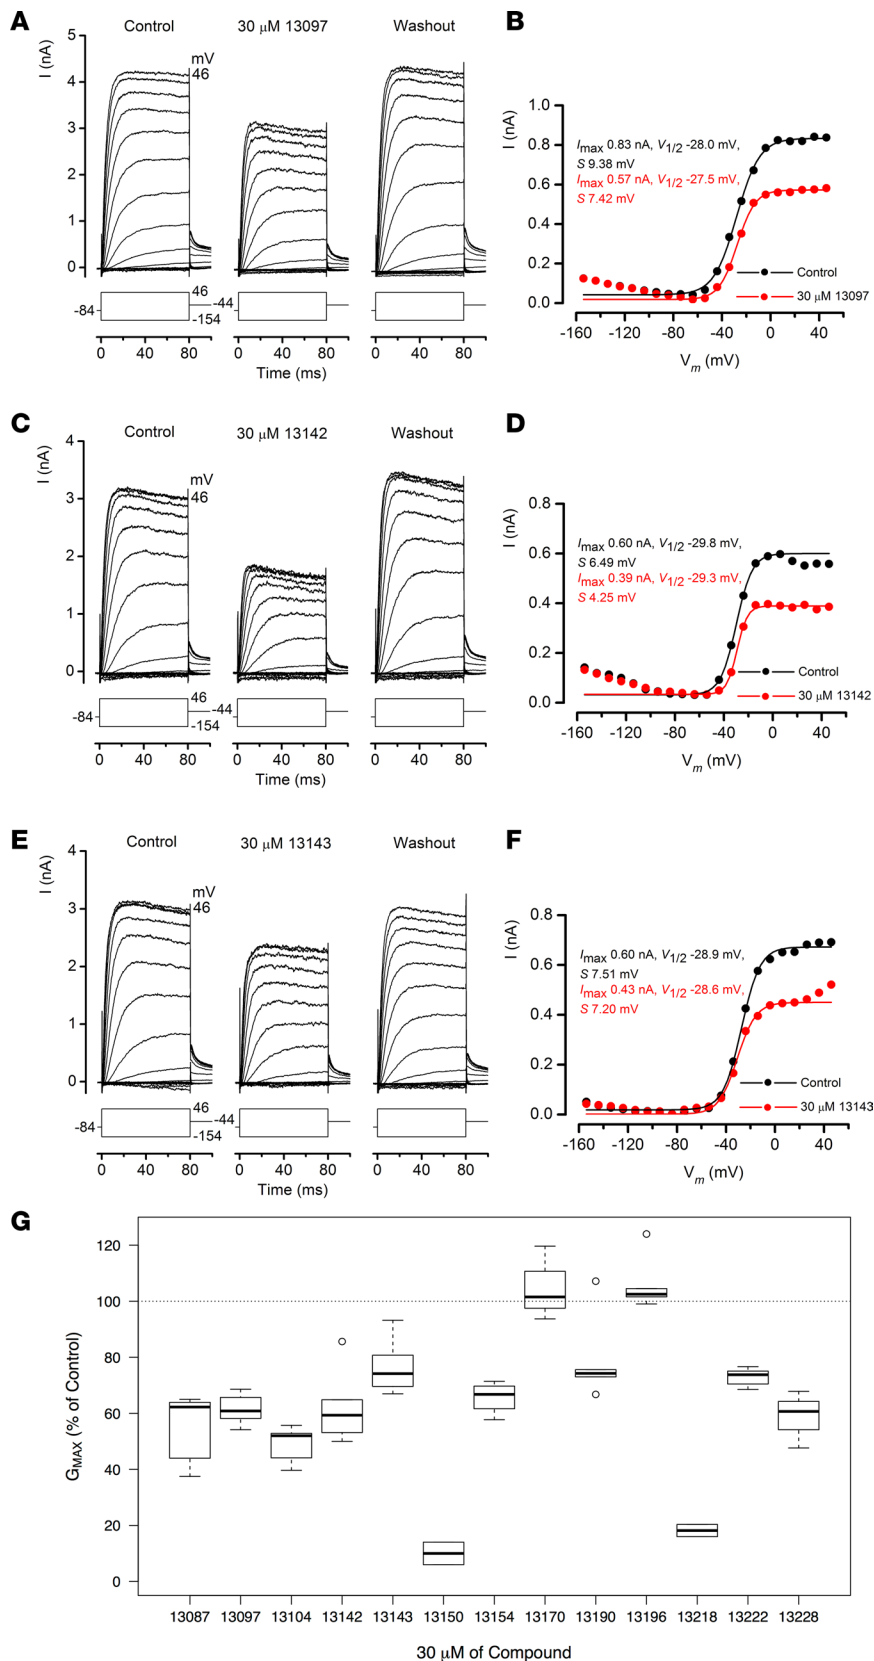 A
Control
30 μM 13097
Washout
I (nA)
5
4
3
2
1
0
mV
46
-84
46
-154
-44
0 40 80
0 40 80
0 40 80
Time (ms)
B
I (nA)
1.0
0.8
0.6
0.4
0.2
0.0
Imax 0.83 nA, V1/2 -28.0 mV,
S 9.38 mV
Imax 0.57 nA, V1/2 -27.5 mV,
S 7.42 mV
Control
30 μM 13097
-160 -120 -80 -40 0 40
Vm (mV)
C
Control
30 μM 13142
Washout
I (nA)
4
3
2
1
0
mV
46
-84
46
-154
-44
0 40 80
0 40 80
0 40 80
Time (ms)
D
I (nA)
0.8
0.6
0.4
0.2
0.0
Imax 0.60 nA, V1/2 -29.8 mV,
S 6.49 mV
Imax 0.39 nA, V1/2 -29.3 mV,
S 4.25 mV
Control
30 μM 13142
-160 -120 -80 -40 0 40
Vm (mV)
E
Control
30 μM 13143
Washout
I (nA)
4
3
2
1
0
mV
46
-84
46
-154
-44
0 40 80
0 40 80
0 40 80
Time (ms)
F
I (nA)
0.8
0.6
0.4
0.2
0.0
Imax 0.60 nA, V1/2 -28.9 mV,
S 7.51 mV
Imax 0.43 nA, V1/2 -28.6 mV,
S 7.20 mV
Control
30 μM 13143
-160 -120 -80 -40 0 40
Vm (mV)
G
GMAX (% of Control)
120
100
80
60
40
20
0
13087 13097 13104 13142 13143 13150 13154 13170 13190 13196 13218 13222 13228
30 μM of Compound